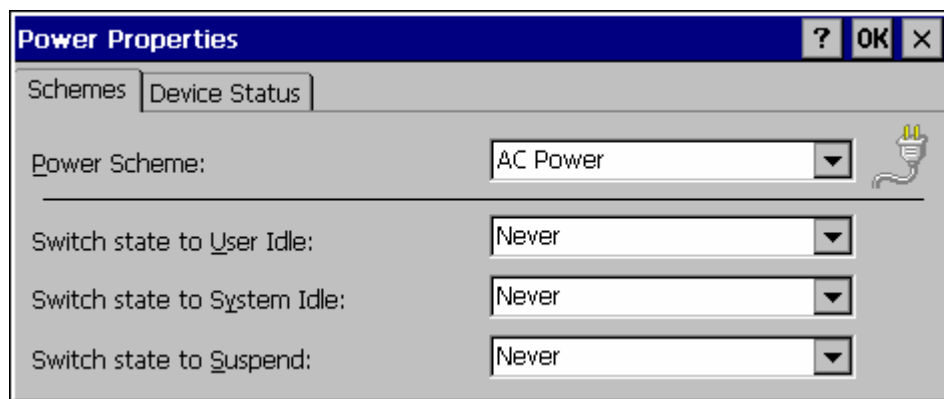 Power Properties ? OK ×
Schemes Device Status
Power Scheme: AC Power
Switch state to User Idle: Never
Switch state to System Idle: Never
Switch state to Suspend: Never